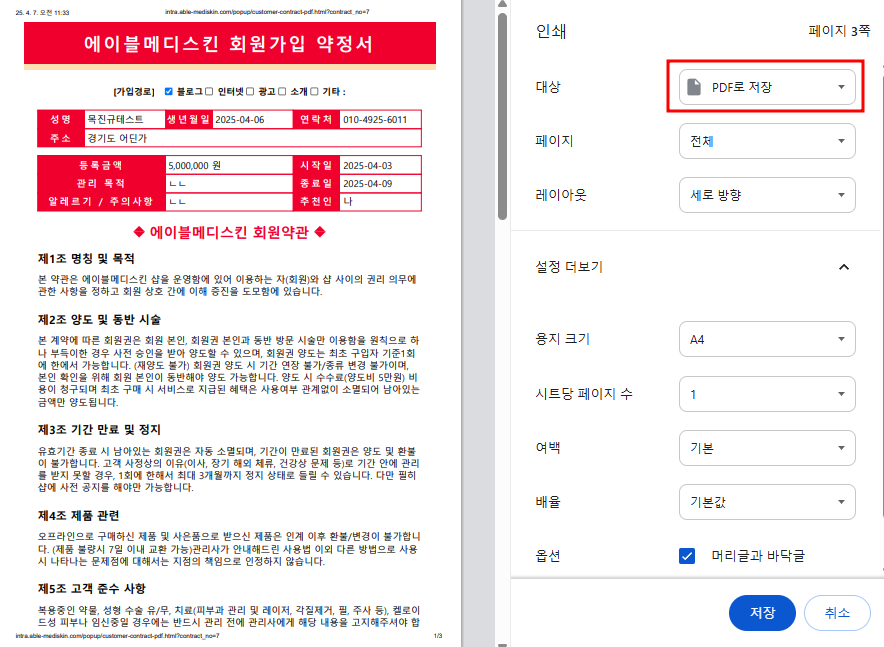 25. 4. 7. 오전 11:33
intra.able-mediskin.com/popup/customer-contract-pdf.html?contract_no=7
에이블메디스킨 회원가입 약정서
[가입경로] 블로그 인터넷 광고 소개 기타 :
성 명 목진규테스트 생년월일 2025-04-06 연락처 010-4925-6011
주 소 경기도 어딘가
등록금액 5,000,000 원 시작일 2025-04-03
관리 목적 ㄴㄴ 종료일 2025-04-09
알레르기 / 주의사항 ㄴㄴ 추천인 나
◆ 에이블메디스킨 회원약관 ◆
제1조 명칭 및 목적
본 약관은 에이블메디스킨 샵을 운영함에 있어 이용하는 자(회원)와 샵 사이의 권리 의무에
관한 사항을 정하고 회원 상호 간에 이해 증진을 도모함에 있습니다.
제2조 양도 및 동반 시술
본 계약에 따른 회원권은 회원 본인, 회원권 본인과 동반 방문 시술만 이용함을 원칙으로 하
나 부득이한 경우 사전 승인을 받아 양도할 수 있으며, 회원권 양도는 최초 구입자 기준1회
에 한에서 가능합니다. (재양도 불가) 회원권 양도 시 기간 연장 불가/종류 변경 불가이며,
본인 확인을 위해 회원 본인이 동반해야 양도 가능합니다. 양도 시 수수료(양도비 5만원) 비
용이 청구되며 최초 구매 시 서비스로 지급된 혜택은 사용여부 관계없이 소멸되어 남아있는
금액만 양도됩니다.
제3조 기간 만료 및 정지
유효기간 종료 시 남아있는 회원권은 자동 소멸되며, 기간이 만료된 회원권은 양도 및 환불
이 불가합니다. 고객 사정상의 이유(이사, 장기 해외 체류, 건강상 문제 등)로 기간 안에 관리
를 받지 못할 경우, 1회에 한해서 최대 3개월까지 정지 상태로 들릴 수 있습니다. 다만 필히
샵에 사전 공지를 해야만 가능합니다.
제4조 제품 관련
오프라인으로 구매하신 제품 및 사은품으로 받으신 제품은 인계 이후 환불/변경이 불가합니
다. (제품 불량시 7일 이내 교환 가능)관리사가 안내해드린 사용법 이외 다른 방법으로 사용
시 나타나는 문제점에 대해서는 지점의 책임으로 인정하지 않습니다.
제5조 고객 준수 사항
복용중인 약물, 성형 수술 유/무, 치료(피부과 관리 및 레이저, 각질제거, 필, 주사 등), 켈로이
드성 피부나 임신중일 경우에는 반드시 관리 전에 관리사에게 해당 내용을 고지해주셔야 합
intra.able-mediskin.com/popup/customer-contract-pdf.html?contract_no=7
1/3
인쇄
페이지 3쪽
대상 PDF로 저장
페이지 전체
레이아웃 세로 방향
설정 더보기
용지 크기 A4
시트당 페이지 수 1
여백 기본
배율 기본값
옵션 머리글과 바닥글
저장 취소